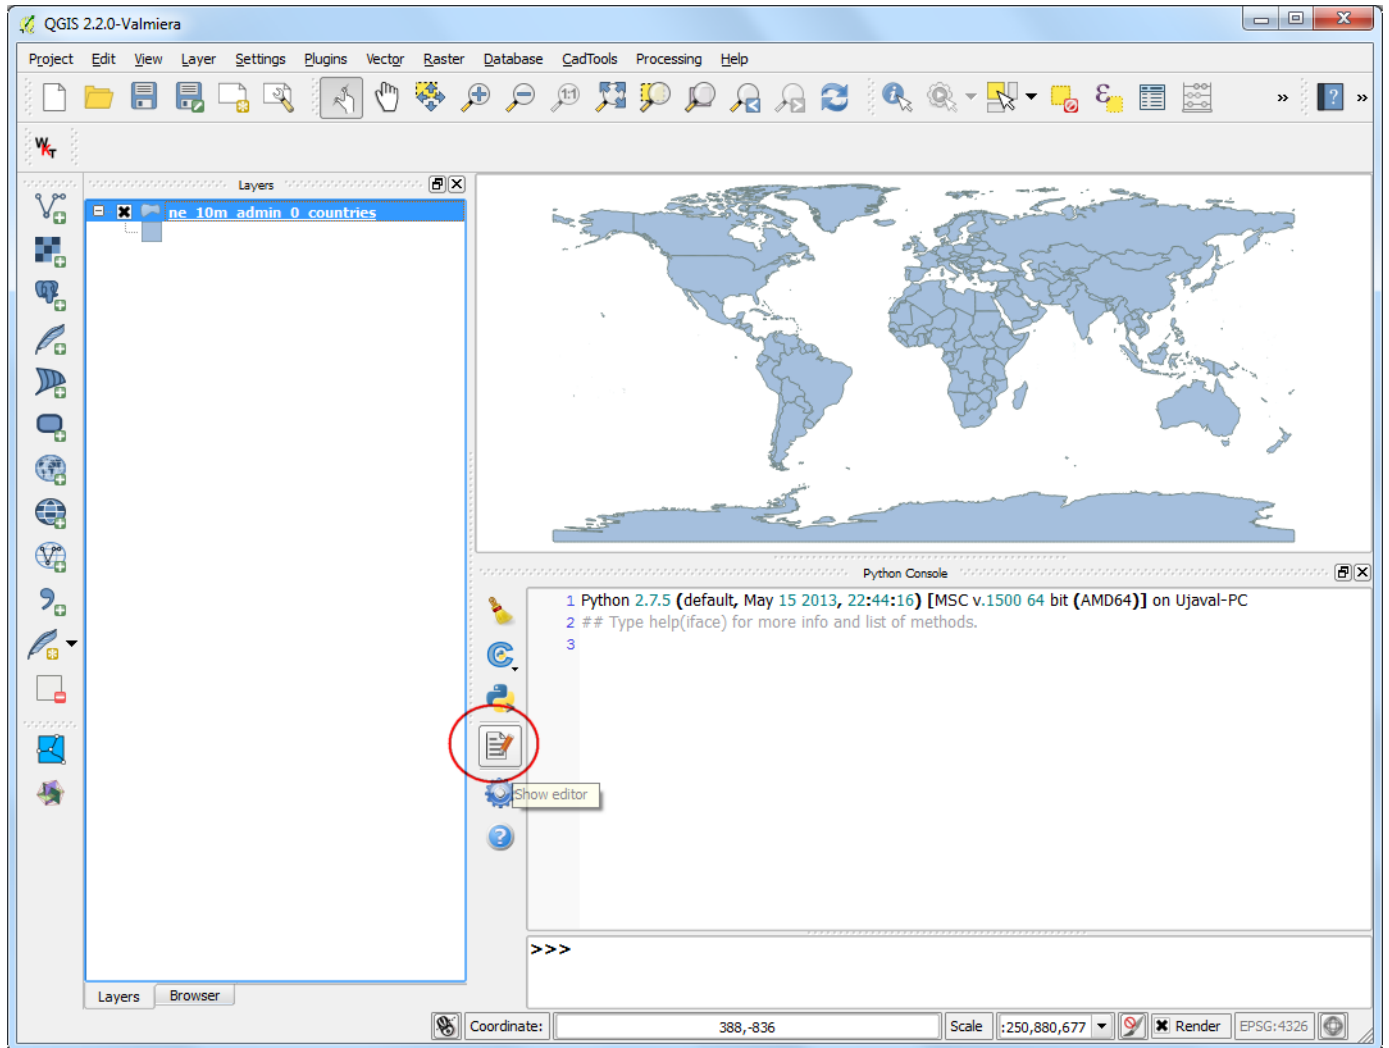 QGIS 2.2.0-Valmiera
Project Edit View Layer Settings Plugins Vector Raster Database CadTools Processing Help
1:1
ε
» ? »
WKT
Layers
ne_10m_admin_0_countries
Python Console
1 Python 2.7.5 (default, May 15 2013, 22:44:16) [MSC v.1500 64 bit (AMD64)] on Ujaval-PC
2 ## Type help(iface) for more info and list of methods.
3
Show editor
?
>>>
Layers Browser
Coordinate: 388,-836 Scale :250,880,677 Render EPSG:4326